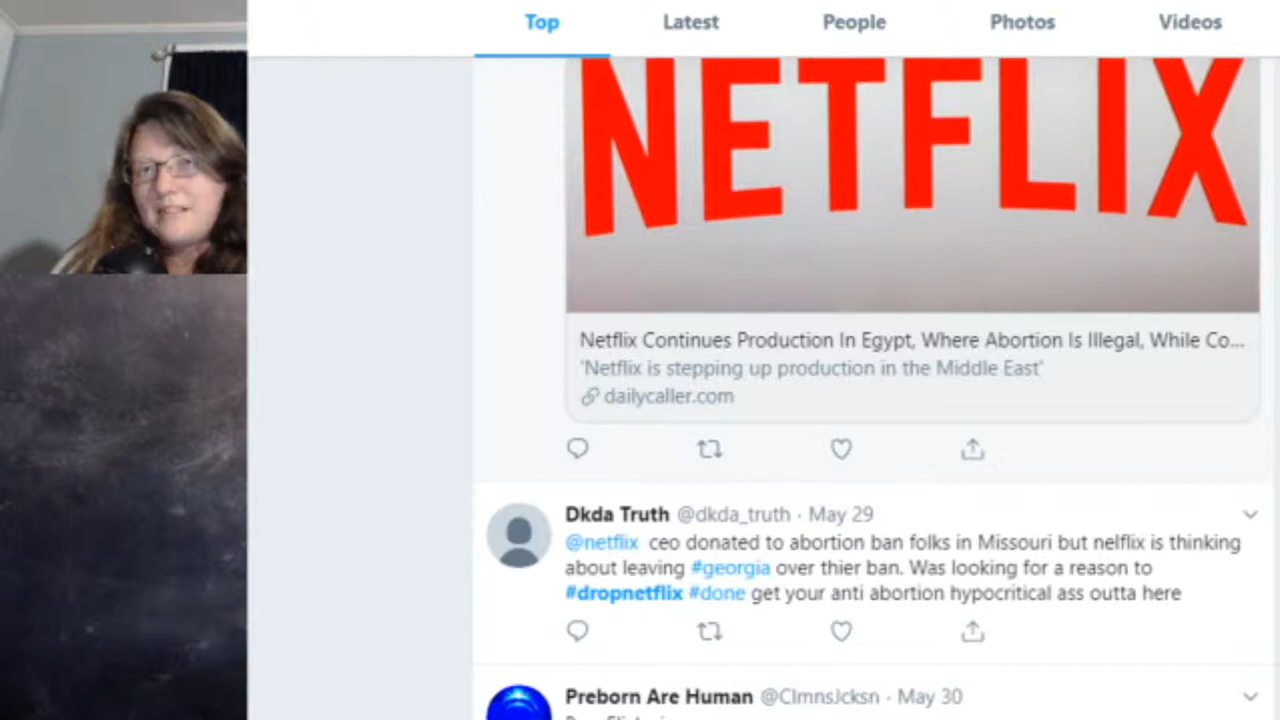 Top Latest People Photos Videos
NETFLIX
Netflix Continues Production In Egypt, Where Abortion Is Illegal, While Co...
'Netflix is stepping up production in the Middle East'
dailycaller.com
Dkda Truth @dkda_truth · May 29
@netflix ceo donated to abortion ban folks in Missouri but nelflix is thinking
about leaving #georgia over thier ban. Was looking for a reason to
#dropnetflix #done get your anti abortion hypocritical ass outta here
Preborn Are Human @ClmnsJcksn · May 30